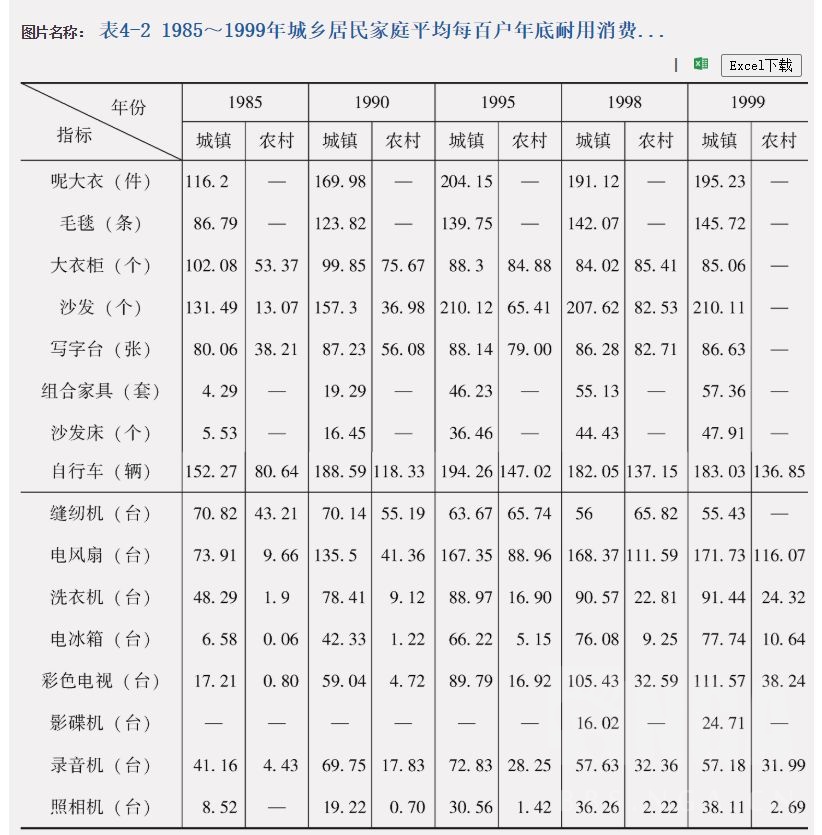 图片名称： 表4-2 1985～1999年城乡居民家庭平均每百户年底耐用消费...
| Excel下载
年份 1985 1990 1995 1998 1999
指标 城镇 农村 城镇 农村 城镇 农村 城镇 农村 城镇 农村
呢大衣（件） 116.2 — 169.98 — 204.15 — 191.12 — 195.23 —
毛毯（条） 86.79 — 123.82 — 139.75 — 142.07 — 145.72 —
大衣柜（个） 102.08 53.37 99.85 75.67 88.3 84.88 84.02 85.41 85.06 —
沙发（个） 131.49 13.07 157.3 36.98 210.12 65.41 207.62 82.53 210.11 —
写字台（张） 80.06 38.21 87.23 56.08 88.14 79.00 86.28 82.71 86.63 —
组合家具（套） 4.29 — 19.29 — 46.23 — 55.13 — 57.36 —
沙发床（个） 5.53 — 16.45 — 36.46 — 44.43 — 47.91 —
自行车（辆） 152.27 80.64 188.59 118.33 194.26 147.02 182.05 137.15 183.03 136.85
缝纫机（台） 70.82 43.21 70.14 55.19 63.67 65.74 56 65.82 55.43 —
电风扇（台） 73.91 9.66 135.5 41.36 167.35 88.96 168.37 111.59 171.73 116.07
洗衣机（台） 48.29 1.9 78.41 9.12 88.97 16.90 90.57 22.81 91.44 24.32
电冰箱（台） 6.58 0.06 42.33 1.22 66.22 5.15 76.08 9.25 77.74 10.64
彩色电视（台） 17.21 0.80 59.04 4.72 89.79 16.92 105.43 32.59 111.57 38.24
影碟机（台） — — — — — — 16.02 — 24.71 —
录音机（台） 41.16 4.43 69.75 17.83 72.83 28.25 57.63 32.36 57.18 31.99
照相机（台） 8.52 — 19.22 0.70 30.56 1.42 36.26 2.22 38.11 2.69